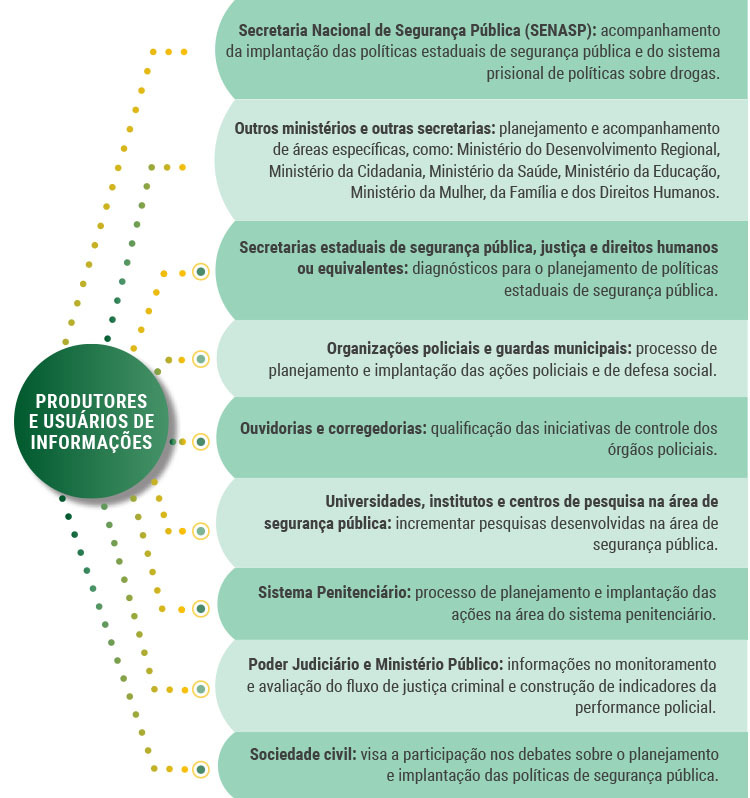 Secretaria Nacional de Segurança Pública (SENASP): acompanhamento
da implantação das políticas estaduais de segurança pública e do sistema
prisional de políticas sobre drogas.
Outros ministérios e outras secretarias: planejamento e acompanhamento
de áreas específicas, como: Ministério do Desenvolvimento Regional,
Ministério da Cidadania, Ministério da Saúde, Ministério da Educação,
Ministério da Mulher, da Família e dos Direitos Humanos.
Secretarias estaduais de segurança pública, justiça e direitos humanos
ou equivalentes: diagnósticos para o planejamento de políticas
estaduais de segurança pública.
Organizações policiais e guardas municipais: processo de
planejamento e implantação das ações policiais e de defesa social.
PRODUTORES
E USUÁRIOS DE
INFORMAÇÕES
Ouvidorias e corregedorias: qualificação das iniciativas de controle dos
órgãos policiais.
Universidades, institutos e centros de pesquisa na área de
segurança pública: incrementar pesquisas desenvolvidas na área de
segurança pública.
Sistema Penitenciário: processo de planejamento e implantação das
ações na área do sistema penitenciário.
Poder Judiciário e Ministério Público: informações no monitoramento
e avaliação do fluxo de justiça criminal e construção de indicadores da
performance policial.
Sociedade civil: visa a participação nos debates sobre o planejamento
e implantação das políticas de segurança pública.